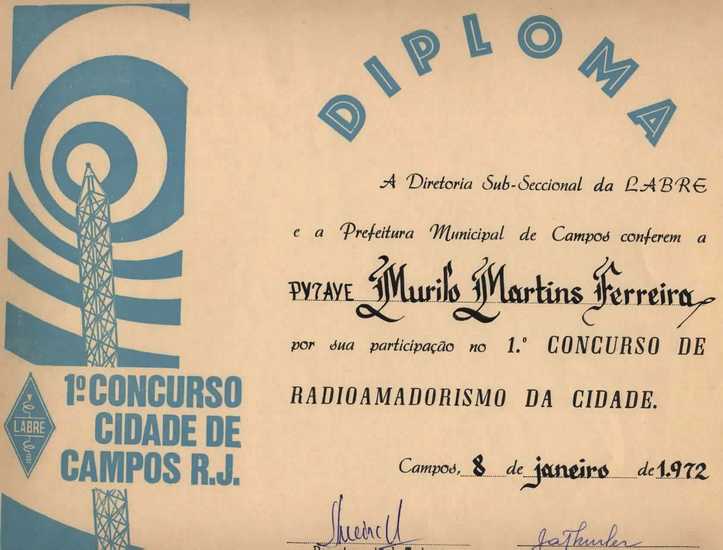 DIPLOMA
A Diretoria Sub-Seccional da LABRE
e a Prefeitura Municipal de Campos conferem a
PY7AYE Murilo Martins Ferreira
por sua participação no 1.º CONCURSO DE
RADIOAMADORISMO DA CIDADE.
Campos, 8 de janeiro de 1.972
1º CONCURSO
CIDADE DE
CAMPOS R.J.
LABRE